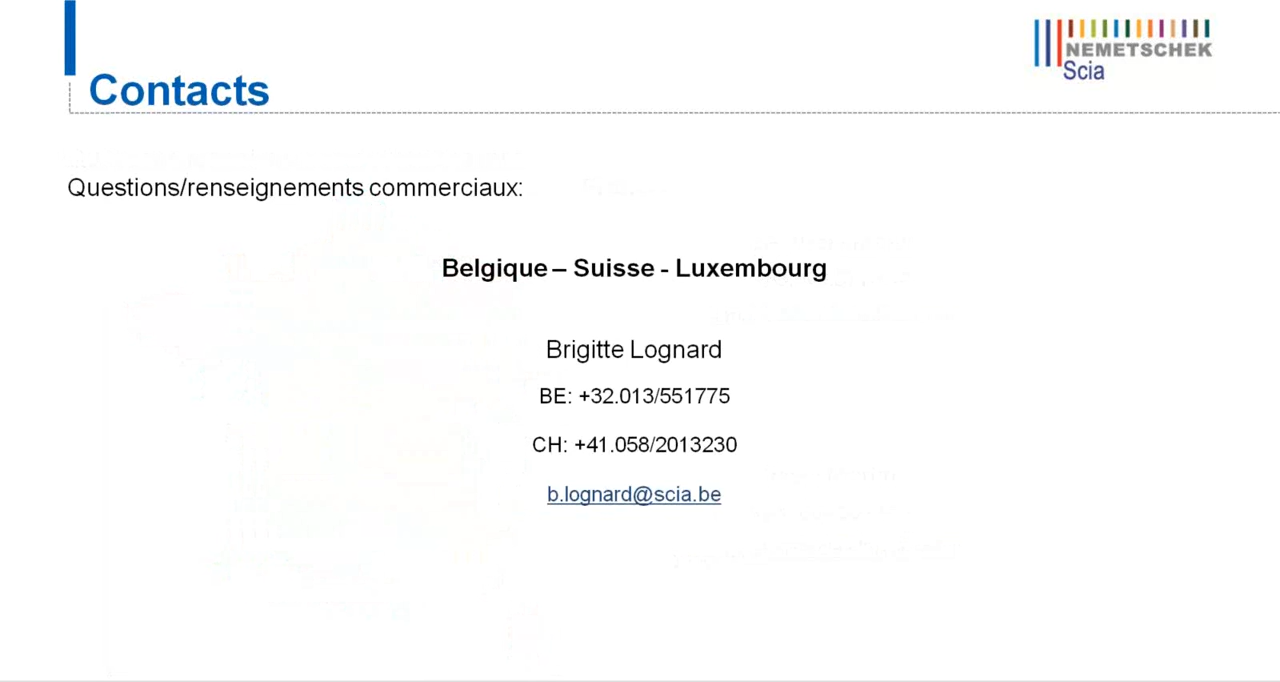 NEMETSCHEK
Scia
Contacts
Questions/renseignements commerciaux:
Belgique – Suisse - Luxembourg
Brigitte Lognard
BE: +32.013/551775
CH: +41.058/2013230
b.lognard@scia.be